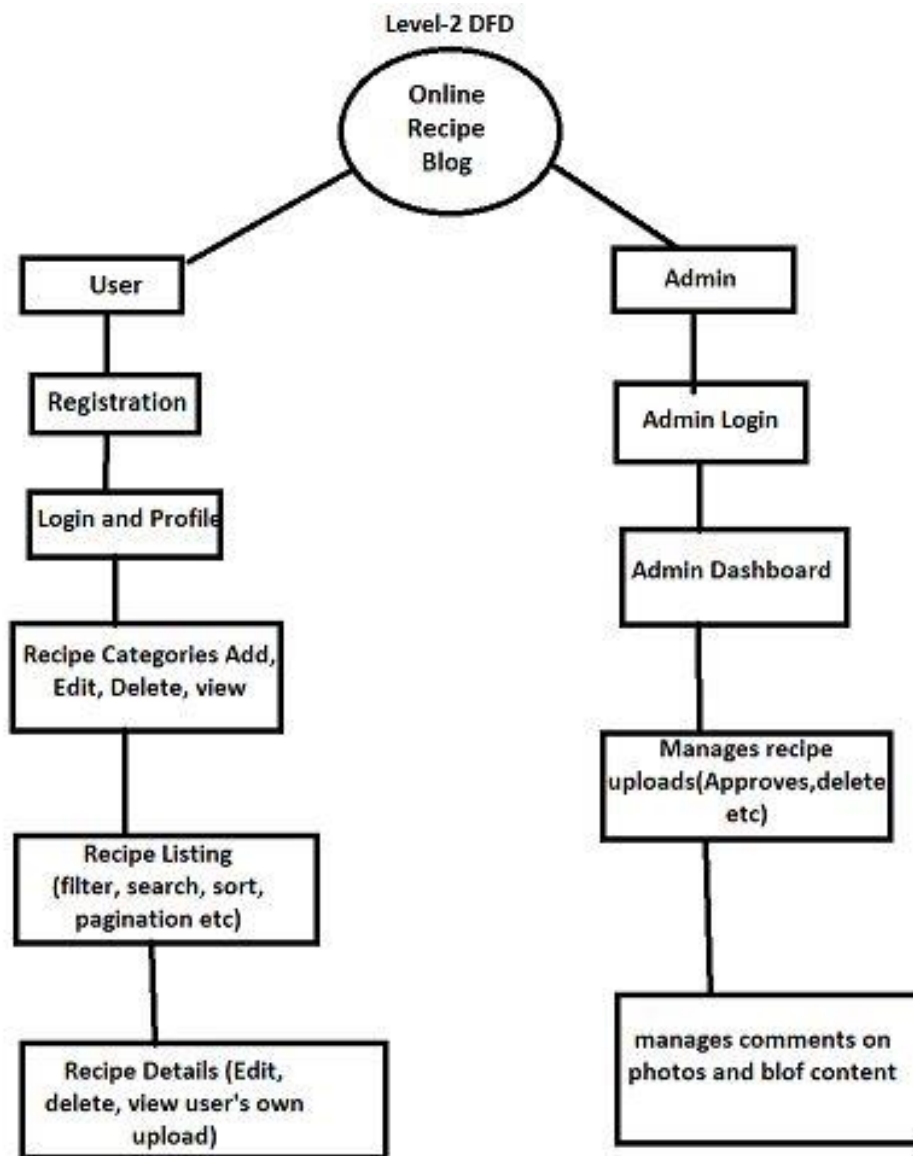 Level-2 DFD
Online
Recipe
Blog
User
Registration
Login and Profile
Recipe Categories Add,
Edit, Delete, view
Recipe Listing
(filter, search, sort,
pagination etc)
Recipe Details (Edit,
delete, view user's own
upload)
Admin
Admin Login
Admin Dashboard
Manages recipe
uploads(Approves,delete
etc)
manages comments on
photos and blof content